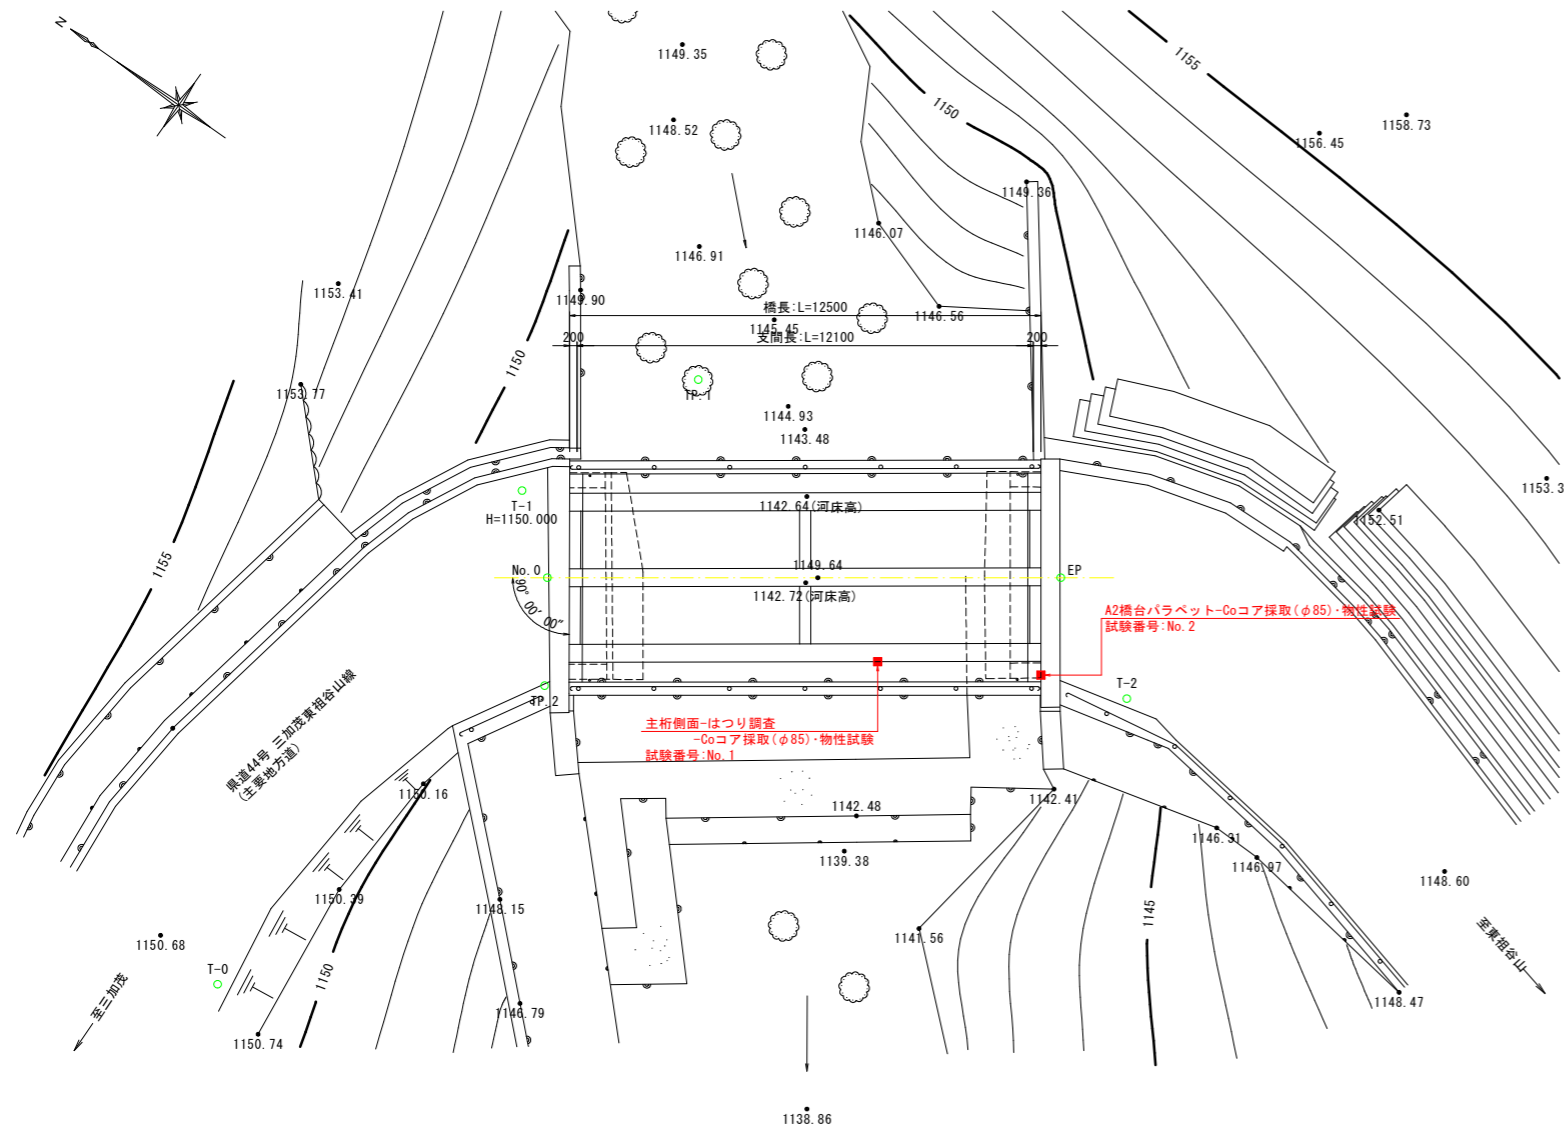 N
1149.35
1155
1150
1158.73
1156.45
1148.52
1149.36
1146.07
1146.91
1153.41
1149.90
橋長:L=12500
1146.56
1145.45
200
支間長:L=12100
200
1150
1153.77
TP.1
1144.93
1143.48
1153.3
T-1
H=1150.000
1142.64(河床高)
1152.51
1155
No.0
1149.64
EP
1142.72(河床高)
90° 00′ 00″
A2橋台パラペット-Coコア採取(φ85)・物性試験
試験番号:No.2
TP.2
T-2
県道44号 三加茂東祖谷山線
(主要地方道)
主桁側面-はつり調査
-Coコア採取(φ85)・物性試験
試験番号:No.1
1150.16
1142.48
1142.41
1139.38
1146.31
1146.97
1148.60
1150.39
1148.15
1145
1150.68
1141.56
至東祖谷山
T-0
1150
至三加茂
1146.79
1148.47
1150.74
1138.86